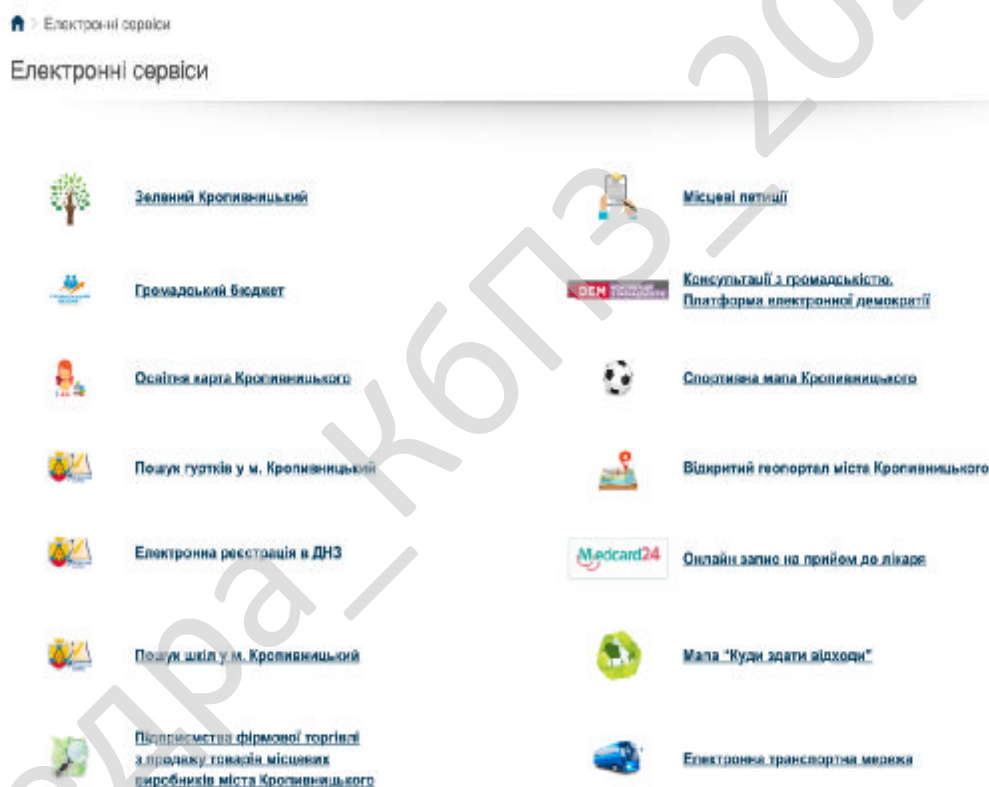 Електронні сервіси
Електронні сервіси
Зелений Кропивницький
Місцеві петиції
Громадський бюджет
DEM
Консультації з громадськістю.
Платформа електронної демократії
Освітня карта Кропивницького
Спортивна мапа Кропивницького
Пошук гуртків у м. Кропивницький
Відкритий геопортал міста Кропивницького
Електронна реєстрація в ДНЗ
Medcard24
Онлайн запис на прийом до лікаря
Пошук шкіл у м. Кропивницький
Мапа "Куди здати відходи"
Підприємства фірмової торгівлі
з продажу товарів місцевих
виробників міста Кропивницького
Електронна транспортна мережа